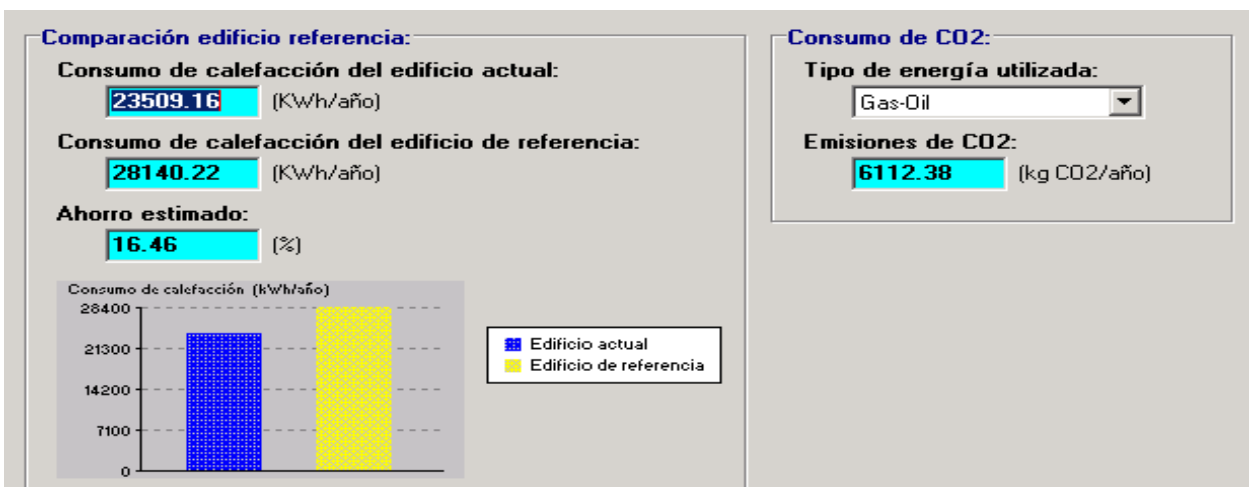 Comparación edificio referencia:
Consumo de calefacción del edificio actual:
23509.16 (KWh/año)
Consumo de calefacción del edificio de referencia:
28140.22 (KWh/año)
Ahorro estimado:
16.46 (%)
Consumo de calefacción (kWh/año)
28400
21300
14200
7100
0
Edificio actual
Edificio de referencia
Consumo de CO2:
Tipo de energía utilizada:
Gas-Oil
Emisiones de CO2:
6112.38 (kg CO2/año)